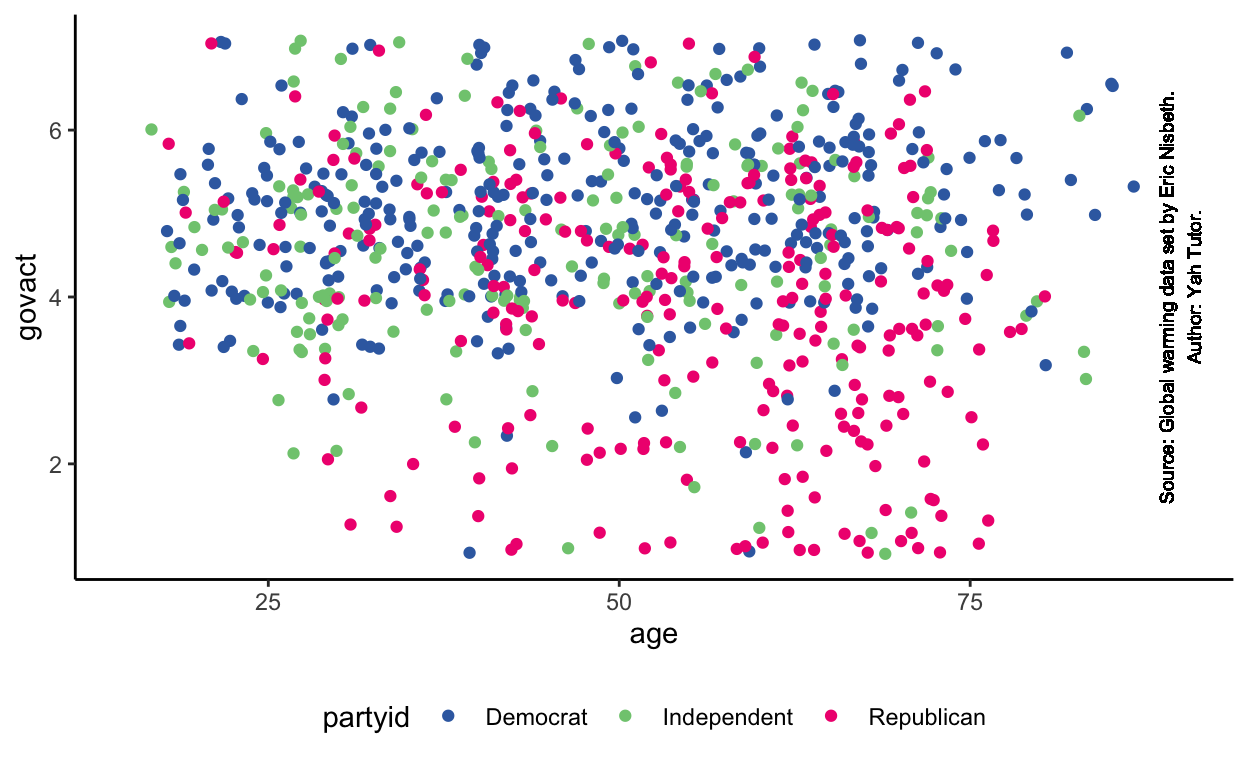 govact
6
4
2
25 50 75
age
Source: Global warming data set by Eric Nisbeth.
Author: Yah Tutor.
partyid Democrat Independent Republican